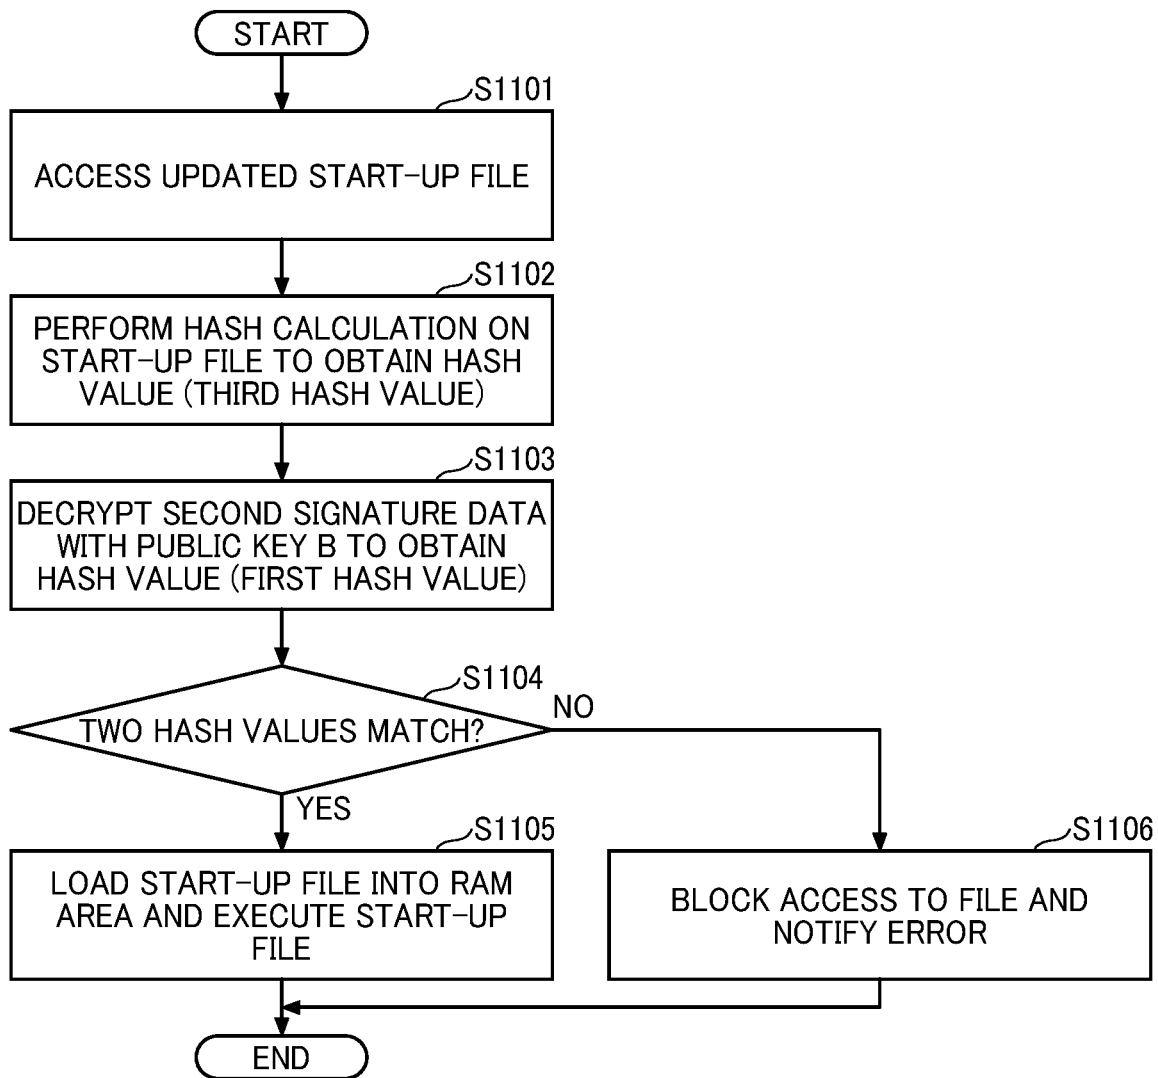 START
S1101
ACCESS UPDATED START-UP FILE
S1102
PERFORM HASH CALCULATION ON
START-UP FILE TO OBTAIN HASH
VALUE (THIRD HASH VALUE)
S1103
DECRYPT SECOND SIGNATURE DATA
WITH PUBLIC KEY B TO OBTAIN
HASH VALUE (FIRST HASH VALUE)
S1104
TWO HASH VALUES MATCH?
NO
YES
S1105
LOAD START-UP FILE INTO RAM
AREA AND EXECUTE START-UP
FILE
S1106
BLOCK ACCESS TO FILE AND
NOTIFY ERROR
END